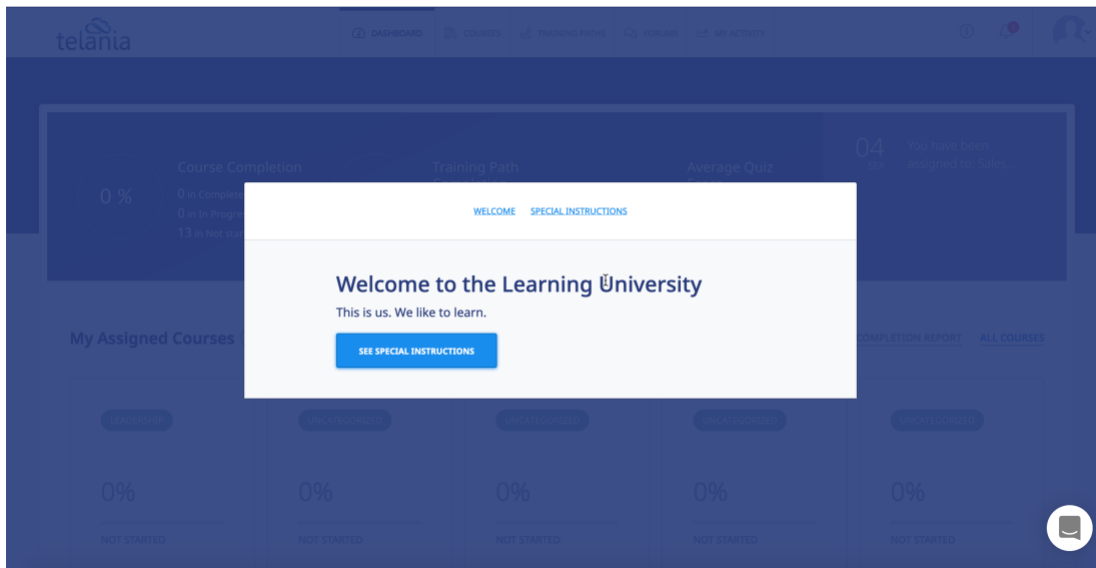 telania
DASHBOARD COURSES TRAINING PATHS FORUMS MY ACTIVITY
04
You have been
assigned to: Sales...
Course Completion
Training Path
Average Quiz
0 %
0 in Complete
0 in In Progre
13 in Not star
WELCOME SPECIAL INSTRUCTIONS
Welcome to the Learning University
This is us. We like to learn.
SEE SPECIAL INSTRUCTIONS
My Assigned Courses
COMPLETION REPORT ALL COURSES
LEADERSHIP UNCATEGORIZED UNCATEGORIZED UNCATEGORIZED UNCATEGORIZED
0% 0% 0% 0% 0%
NOT STARTED NOT STARTED NOT STARTED NOT STARTED NOT STARTED